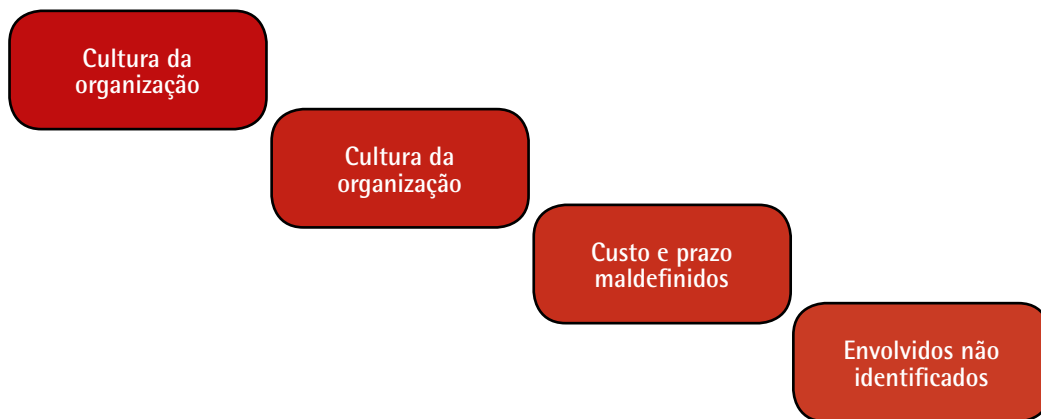 Cultura da
organização
Cultura da
organização
Custo e prazo
maldefinidos
Envolvidos não
identificados